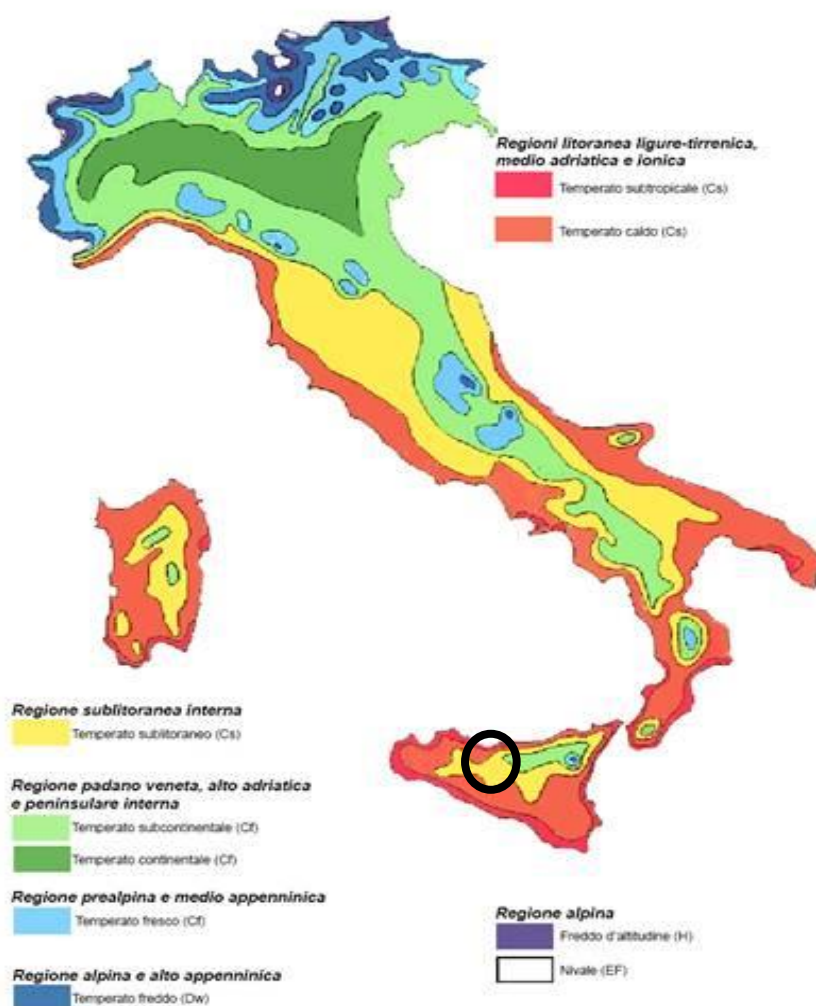 Regioni litoranea ligure-tirrenica,
medio adriatica e ionica
Temperato subtropicale (Cs)
Temperato caldo (Cs)
Regione sublitoranea interna
Temperato sublitoraneo (Cs)
Regione padano veneta, alto adriatica
e peninsulare interna
Temperato subcontinentale (Cf)
Temperato continentale (Cf)
Regione prealpina e medio appenninica
Temperato fresco (Cf)
Regione alpina e alto appenninica
Temperato freddo (Dw)
Regione alpina
Freddo d'altitudine (H)
Nivale (EF)